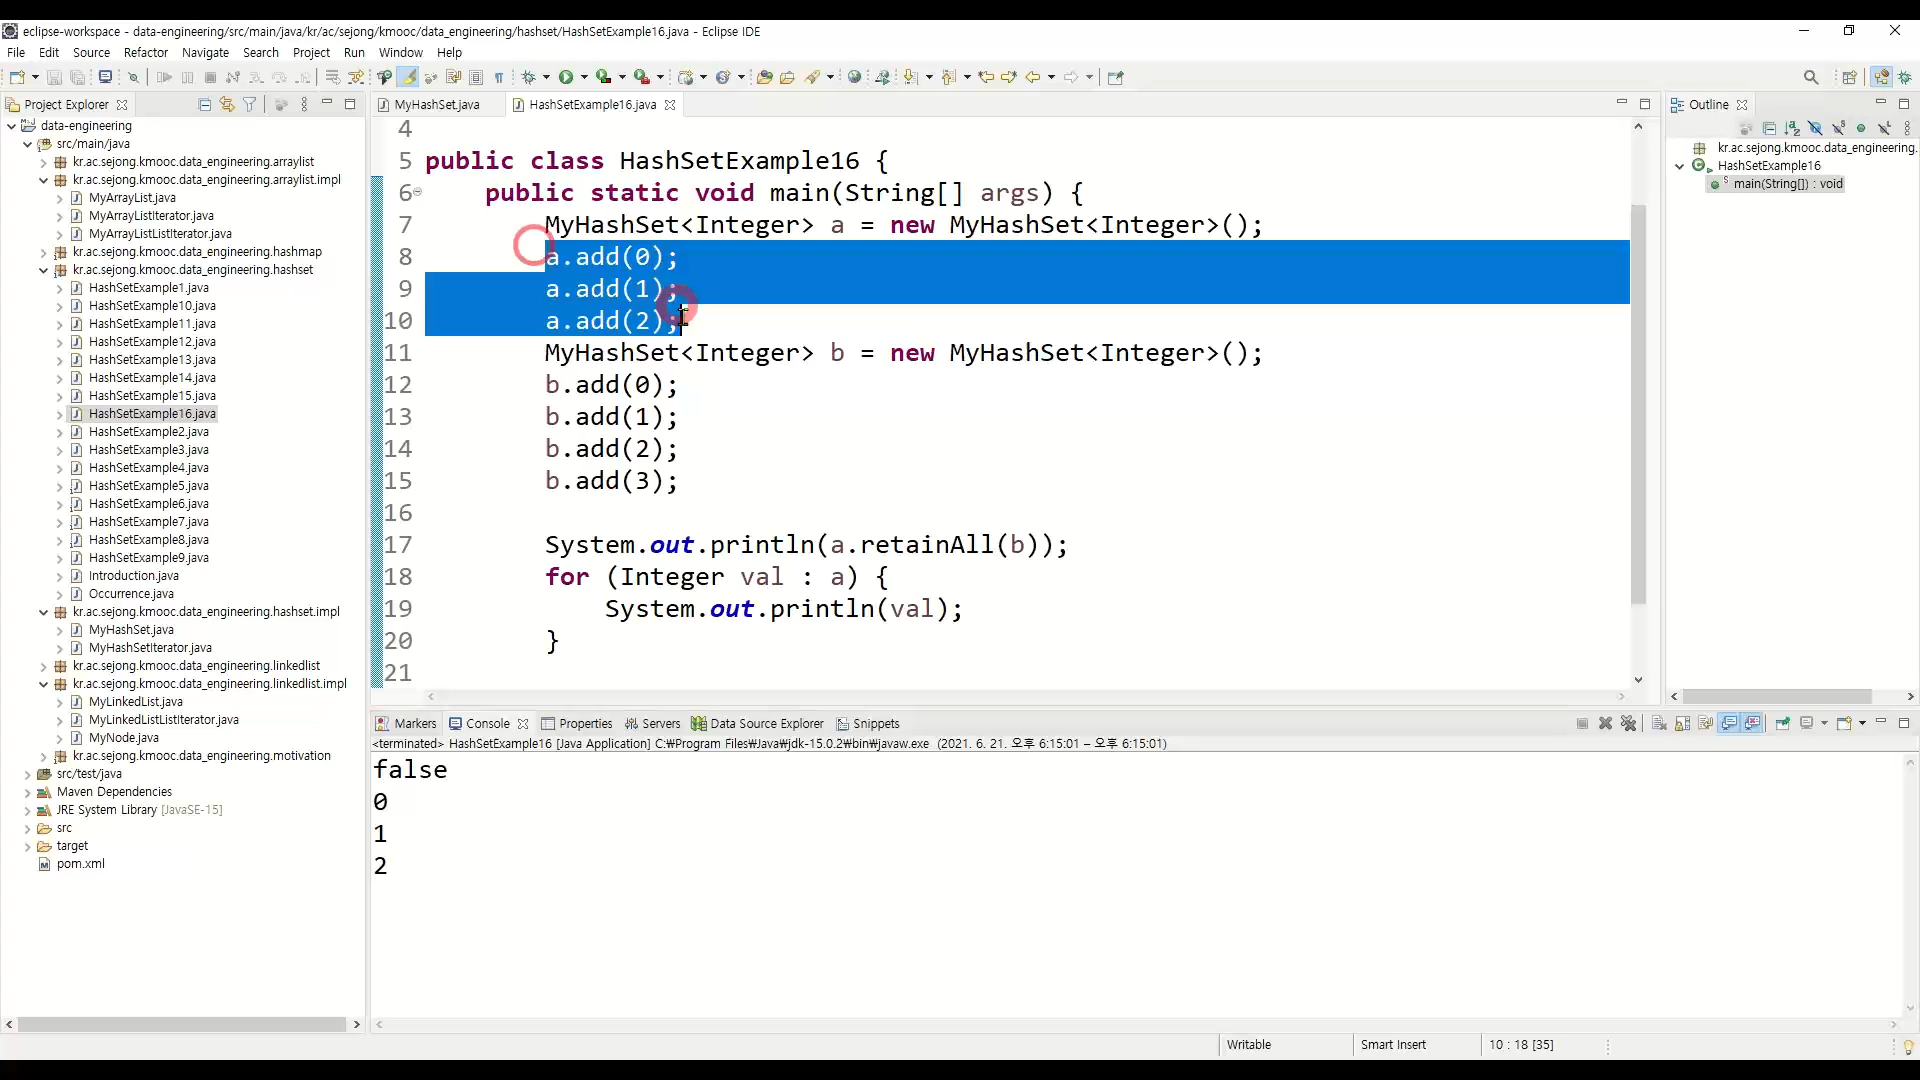 eclipse-workspace - data-engineering/src/main/java/kr/ac/sejong/kmooc/data_engineering/hashset/HashSetExample16.java - Eclipse IDE
File Edit Source Refactor Navigate Search Project Run Window Help
Project Explorer
data-engineering
src/main/java
kr.ac.sejong.kmooc.data_engineering.arraylist
kr.ac.sejong.kmooc.data_engineering.arraylist.impl
MyArrayList.java
MyArrayListIterator.java
MyArrayListListIterator.java
kr.ac.sejong.kmooc.data_engineering.hashmap
kr.ac.sejong.kmooc.data_engineering.hashset
HashSetExample1.java
HashSetExample10.java
HashSetExample11.java
HashSetExample12.java
HashSetExample13.java
HashSetExample14.java
HashSetExample15.java
HashSetExample16.java
HashSetExample2.java
HashSetExample3.java
HashSetExample4.java
HashSetExample5.java
HashSetExample6.java
HashSetExample7.java
HashSetExample8.java
HashSetExample9.java
Introduction.java
Occurrence.java
kr.ac.sejong.kmooc.data_engineering.hashset.impl
MyHashSet.java
MyHashSetIterator.java
kr.ac.sejong.kmooc.data_engineering.linkedlist
kr.ac.sejong.kmooc.data_engineering.linkedlist.impl
MyLinkedList.java
MyLinkedListListIterator.java
MyNode.java
kr.ac.sejong.kmooc.data_engineering.motivation
src/test/java
Maven Dependencies
JRE System Library [JavaSE-15]
src
target
pom.xml
MyHashSet.java HashSetExample16.java
4
5 public class HashSetExample16 {
6 public static void main(String[] args) {
7 MyHashSet<Integer> a = new MyHashSet<Integer>();
8 a.add(0);
9 a.add(1);
10 a.add(2);
11 MyHashSet<Integer> b = new MyHashSet<Integer>();
12 b.add(0);
13 b.add(1);
14 b.add(2);
15 b.add(3);
16
17 System.out.println(a.retainAll(b));
18 for (Integer val : a) {
19 System.out.println(val);
20 }
21
Outline
kr.ac.sejong.kmooc.data_engineering.
HashSetExample16
main(String[]) : void
Markers Console Properties Servers Data Source Explorer Snippets
<terminated> HashSetExample16 [Java Application] C:₩Program Files₩Java₩jdk-15.0.2₩bin₩javaw.exe (2021. 6. 21. 오후 6:15:01 – 오후 6:15:01)
false
0
1
2
Writable Smart Insert 10 : 18 [35]